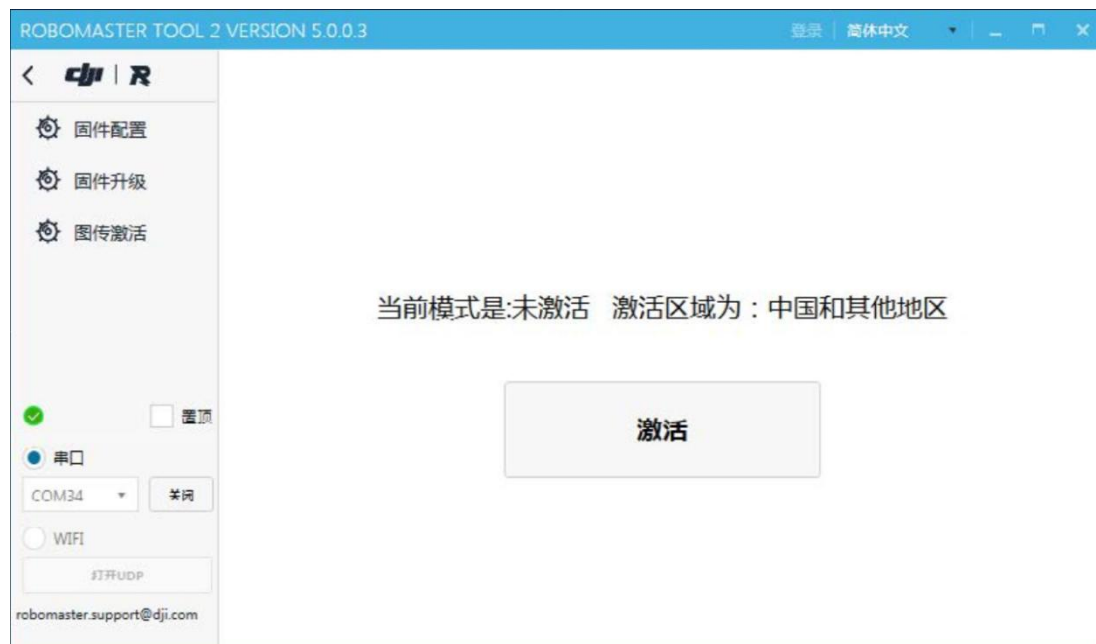 ROBOMASTER TOOL 2 VERSION 5.0.0.3
登录
简体中文
dji R
固件配置
固件升级
图传激活
当前模式是:未激活 激活区域为：中国和其他地区
激活
置顶
串口
COM34
关闭
WIFI
打开UDP
robomaster.support@dji.com